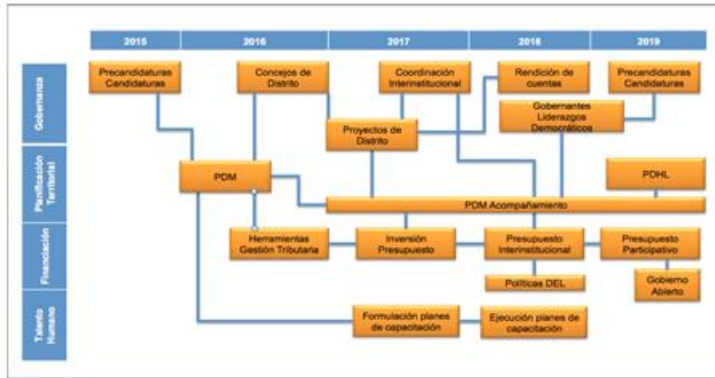 2015
2016
2017
2018
2019
Gobernanza
Precandidaturas
Candidaturas
Concejos de
Distrito
Coordinación
Interinstitucional
Rendición de
cuentas
Precandidaturas
Candidaturas
Proyectos de
Distrito
Gobernantes
Liderazgos
Democráticos
Planificación
Territorial
PDM
PDHL
PDM Acompañamiento
Financiación
Herramientas
Gestión Tributaria
Inversión
Presupuesto
Presupuesto
Interinstitucional
Presupuesto
Participativo
Políticas DEL
Gobierno
Abierto
Talento
Humano
Formulación planes
de capacitación
Ejecución planes de
capacitación